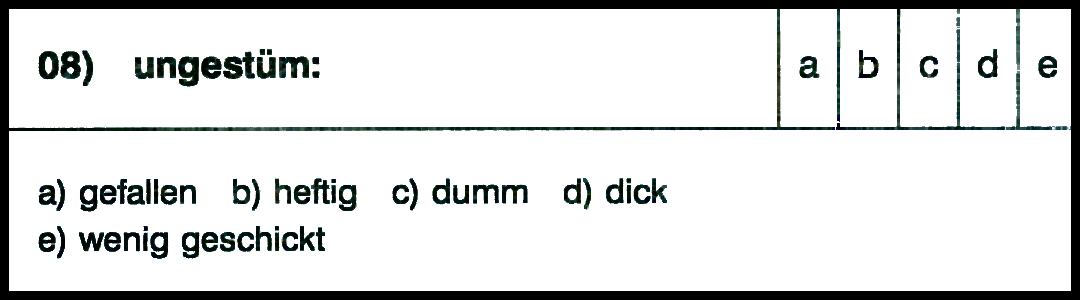 08) ungestüm: a b c d e
a) gefallen b) heftig c) dumm d) dick
e) wenig geschickt